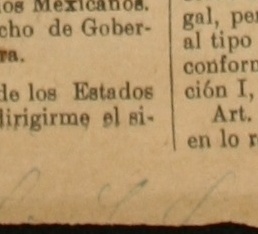 los Mexicanos.
cho de Gober-
ra.
de los Estados
dirigirme el si-
gal, per
al tipo
conform
ción I,
Art.
en lo r